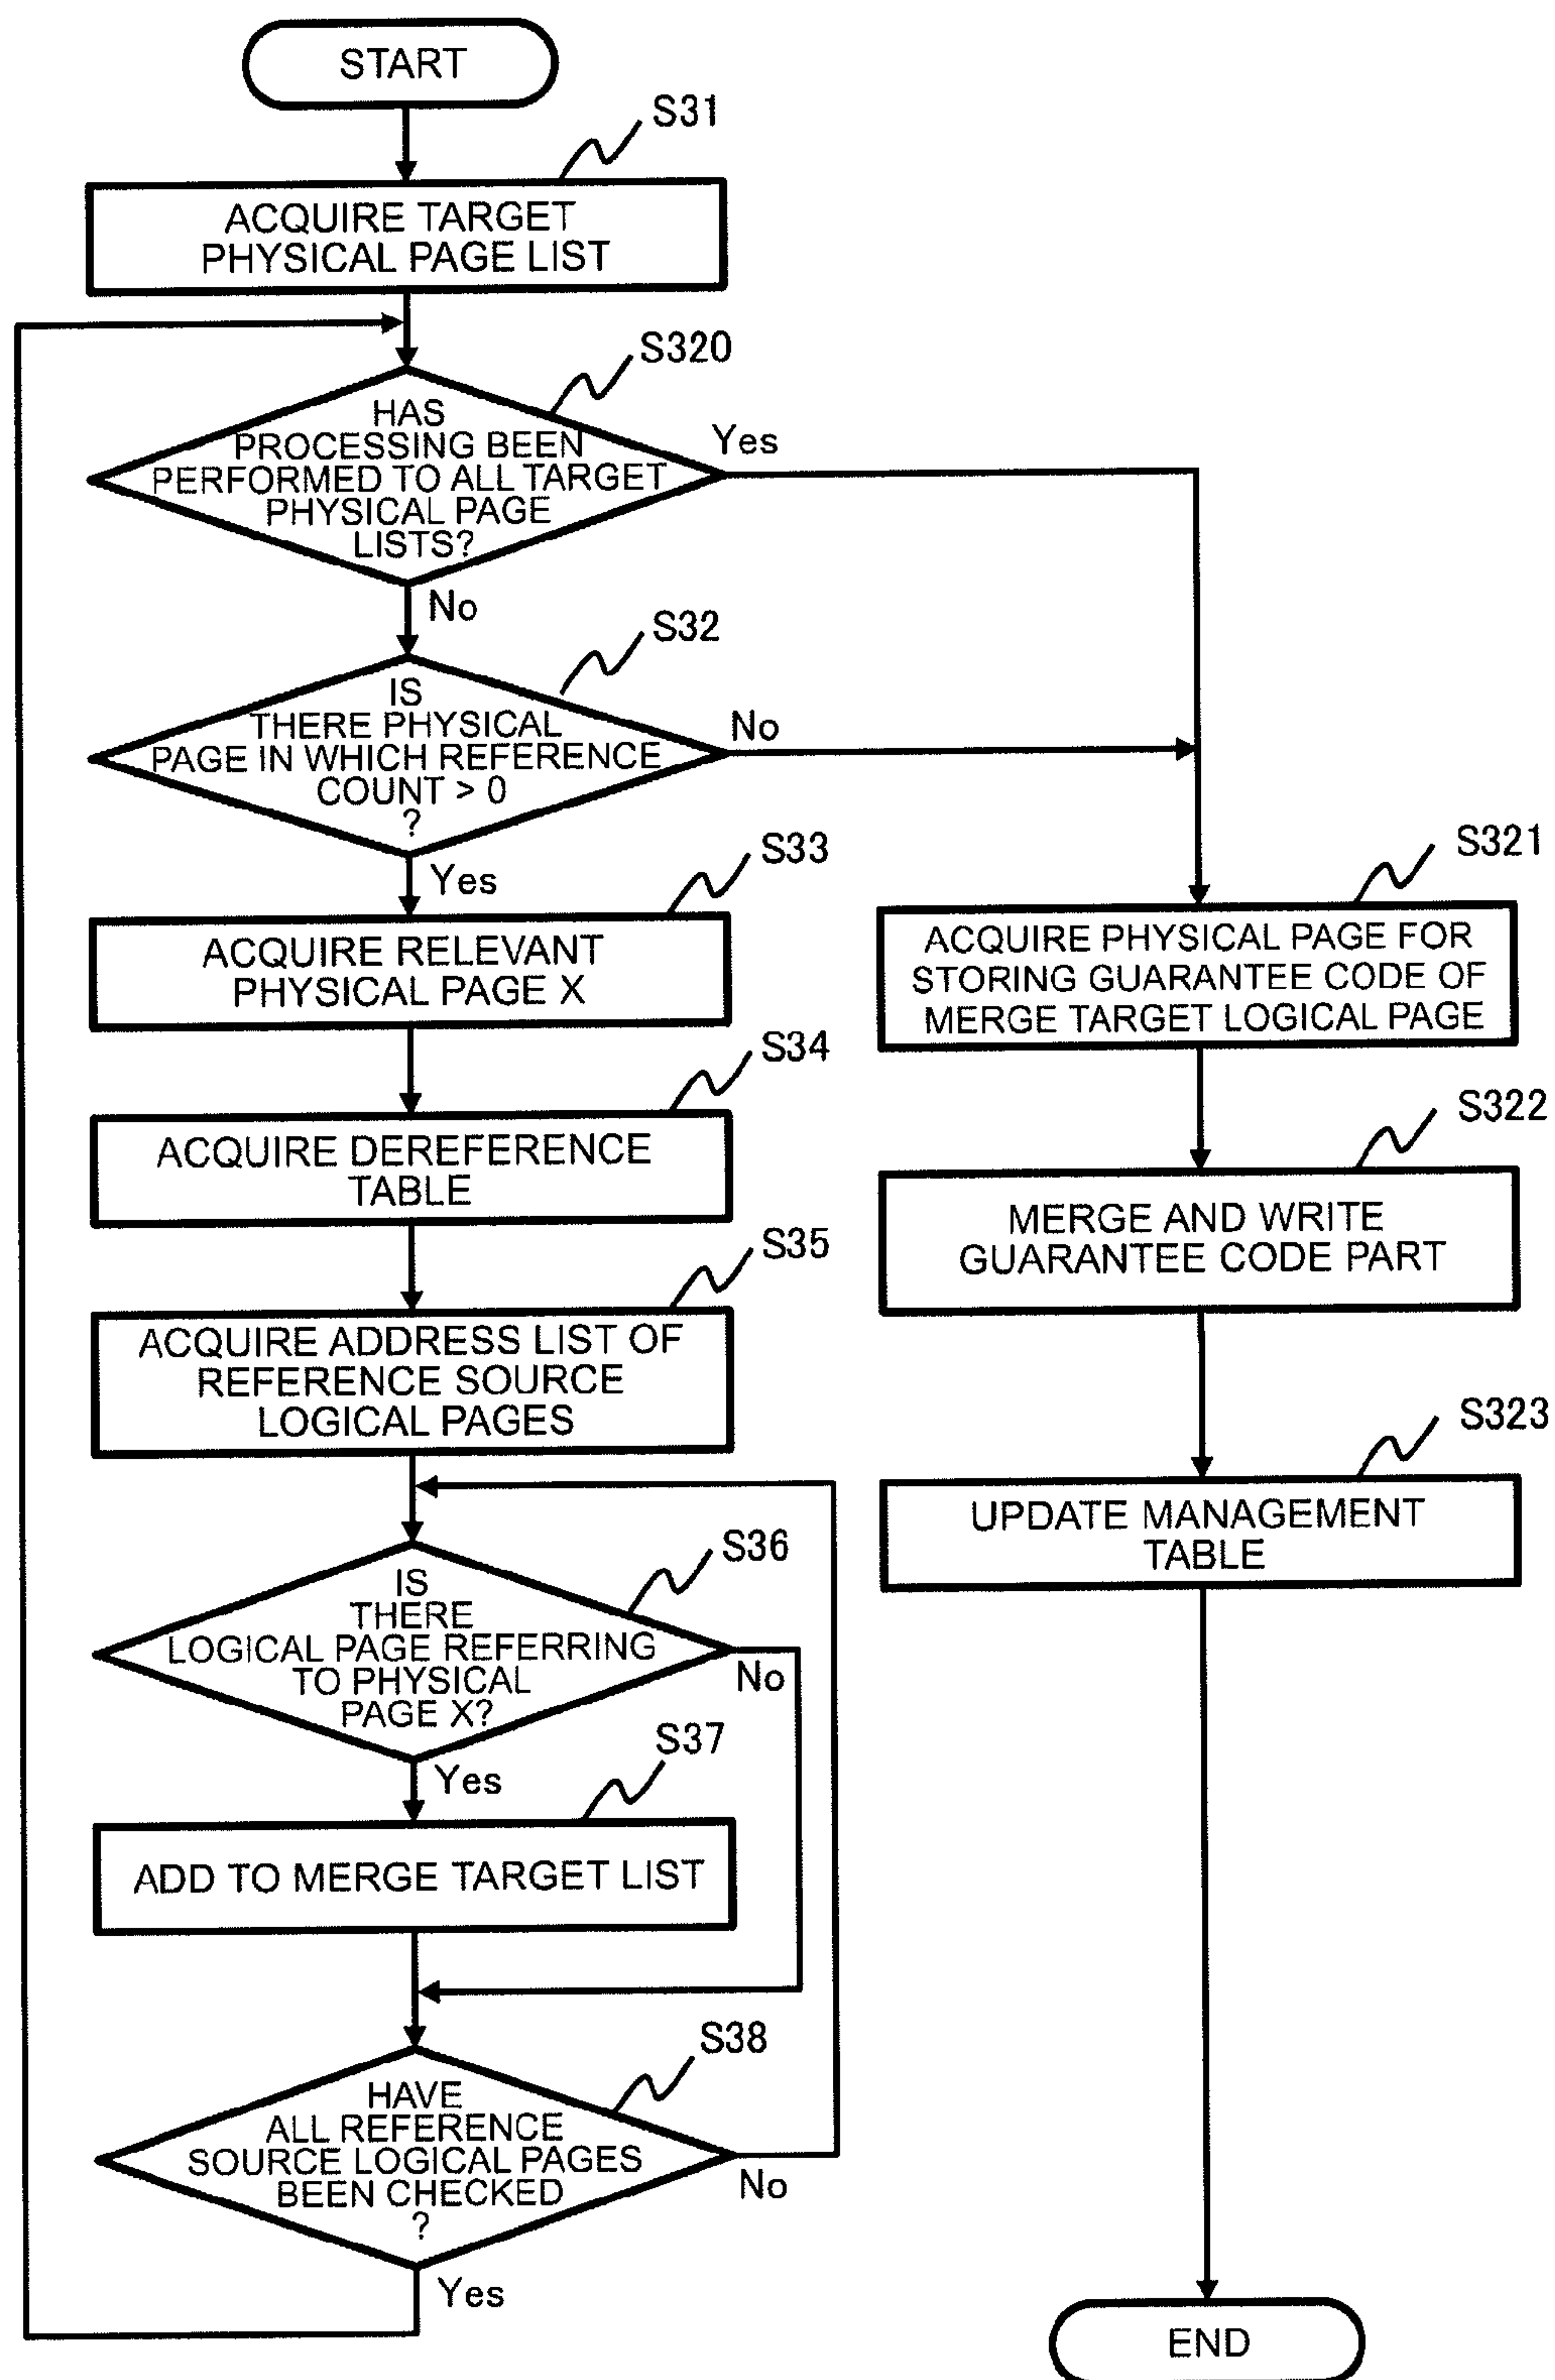 START
S31
ACQUIRE TARGET
PHYSICAL PAGE LIST
S320
HAS
PROCESSING BEEN
PERFORMED TO ALL TARGET
PHYSICAL PAGE
LISTS?
Yes
No
S32
IS
THERE PHYSICAL
PAGE IN WHICH REFERENCE
COUNT > 0
?
No
Yes
S33
ACQUIRE RELEVANT
PHYSICAL PAGE X
S34
ACQUIRE DEREFERENCE
TABLE
S35
ACQUIRE ADDRESS LIST OF
REFERENCE SOURCE
LOGICAL PAGES
S36
IS
THERE
LOGICAL PAGE REFERRING
TO PHYSICAL
PAGE X?
No
Yes
S37
ADD TO MERGE TARGET LIST
S38
HAVE
ALL REFERENCE
SOURCE LOGICAL PAGES
BEEN CHECKED
?
No
Yes
S321
ACQUIRE PHYSICAL PAGE FOR
STORING GUARANTEE CODE OF
MERGE TARGET LOGICAL PAGE
S322
MERGE AND WRITE
GUARANTEE CODE PART
S323
UPDATE MANAGEMENT
TABLE
END